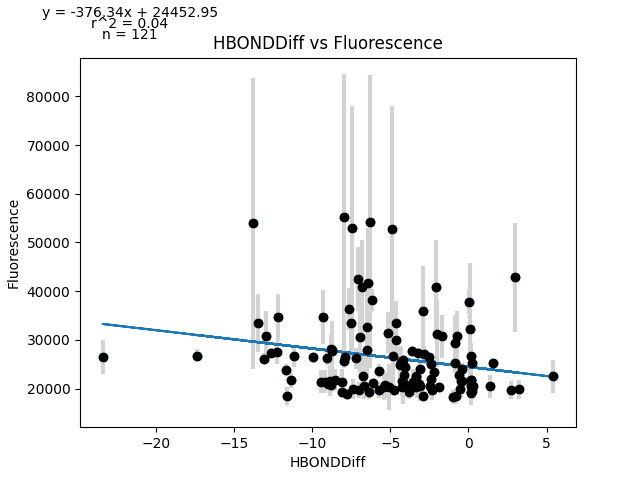 y = -376.34x + 24452.95
r^2 = 0.04
n = 121
HBONDDiff vs Fluorescence
80000
70000
60000
50000
40000
30000
20000
Fluorescence
−20 −15 −10 −5 0 5
HBONDDiff